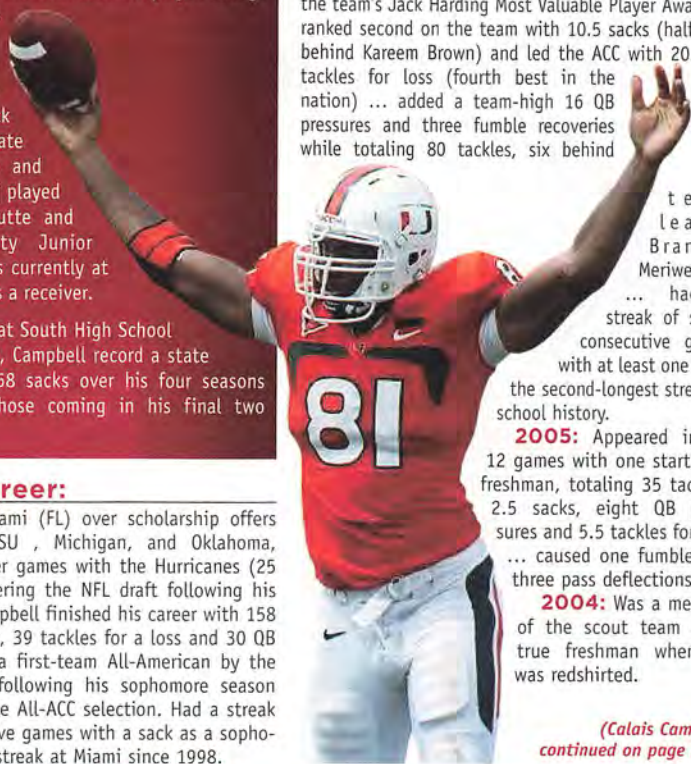 k
ate
and
played
utte and
ty Junior
s currently at
s a receiver.
at South High School
, Campbell record a state
58 sacks over his four seasons
hose coming in his final two
reer:
ami (FL) over scholarship offers
SU , Michigan, and Oklahoma,
er games with the Hurricanes (25
ering the NFL draft following his
pbell finished his career with 158
, 39 tackles for a loss and 30 QB
a first-team All-American by the
following his sophomore season
e All-ACC selection. Had a streak
ve games with a sack as a sopho-
streak at Miami since 1998.
the team's Jack Harding Most Valuable Player Awa
ranked second on the team with 10.5 sacks (half
behind Kareem Brown) and led the ACC with 20
tackles for loss (fourth best in the
nation) ... added a team-high 16 QB
pressures and three fumble recoveries
while totaling 80 tackles, six behind
te
lea
Bran
Meriwe
... ha
streak of s
consecutive g
with at least one
the second-longest stre
school history.
2005: Appeared in
12 games with one start
freshman, totaling 35 tac
2.5 sacks, eight QB
sures and 5.5 tackles for
... caused one fumble
three pass deflections
2004: Was a me
of the scout team
true freshman when
was redshirted.
(Calais Cam
continued on page
81
81